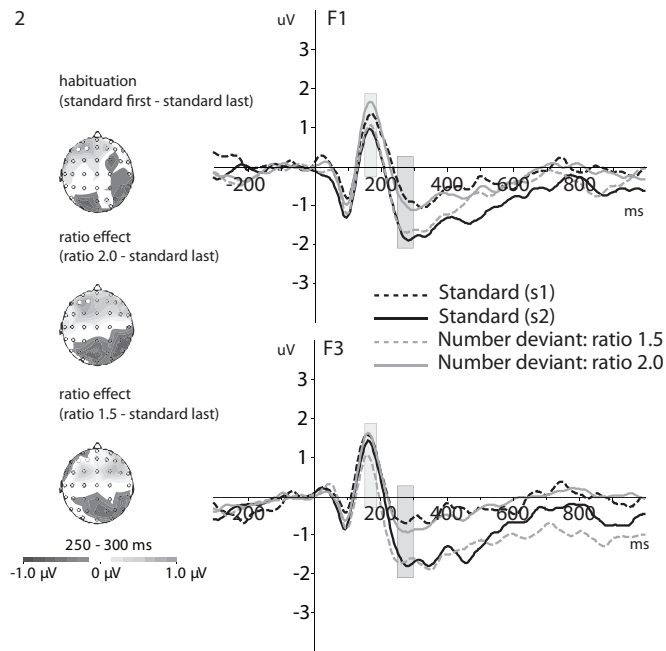 2
habituation
(standard first - standard last)
ratio effect
(ratio 2.0 - standard last)
ratio effect
(ratio 1.5 - standard last)
250 - 300 ms
-1.0 µV 0 µV 1.0 µV
uV F1
3
2
1
-200 200 400 600 800
ms
-1
-2
-3
Standard (s1)
Standard (s2)
Number deviant: ratio 1.5
Number deviant: ratio 2.0
uV F3
3
2
1
-200 200 400 600 800
ms
-1
-2
-3